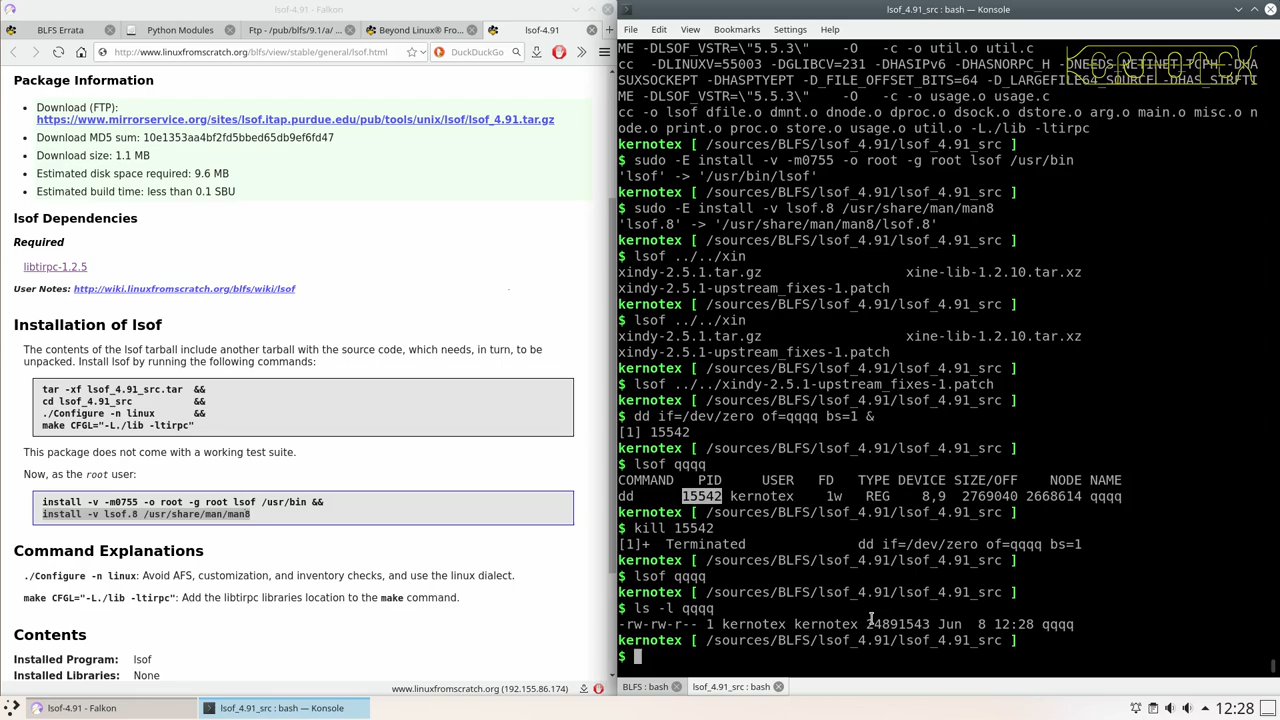 lsof-4.91 - Falkon
BLFS Errata
Python Modules
Ftp - /pub/blfs/9.1/a/ ...
Beyond Linux® Fro...
lsof-4.91
http://www.linuxfromscratch.org/blfs/view/stable/general/lsof.html
DuckDuckGo
Package Information
Download (FTP):
https://www.mirrorservice.org/sites/lsof.itap.purdue.edu/pub/tools/unix/lsof/lsof_4.91.tar.gz
Download MD5 sum: 10e1353aa4bf2fd5bbed65db9ef6fd47
Download size: 1.1 MB
Estimated disk space required: 9.6 MB
Estimated build time: less than 0.1 SBU
lsof Dependencies
Required
libtirpc-1.2.5
User Notes: http://wiki.linuxfromscratch.org/blfs/wiki/lsof
Installation of lsof
The contents of the lsof tarball include another tarball with the source code, which needs, in turn, to be
unpacked. Install lsof by running the following commands:
tar -xf lsof_4.91_src.tar &&
cd lsof_4.91_src &&
./Configure -n linux &&
make CFGL="-L./lib -ltirpc"
This package does not come with a working test suite.
Now, as the root user:
install -v -m0755 -o root -g root lsof /usr/bin &&
install -v lsof.8 /usr/share/man/man8
Command Explanations
./Configure -n linux: Avoid AFS, customization, and inventory checks, and use the linux dialect.
make CFGL="-L./lib -ltirpc": Add the libtirpc libraries location to the make command.
Contents
Installed Program: lsof
Installed Libraries: None
www.linuxfromscratch.org (192.155.86.174)
lsof_4.91_src : bash — Konsole
File Edit View Bookmarks Settings Help
ME -DLSOF_VSTR=\"5.5.3\" -O -c -o util.o util.c
cc -DLINUXV=55003 -DGLIBCV=231 -DHASIPv6 -DHASNORPC_H -DNEEDS_NETINET_TCPH -DHA
SUXSOCKEPT -DHASPTYEPT -D_FILE_OFFSET_BITS=64 -D_LARGEFILE64_SOURCE -DHAS_STRFTI
ME -DLSOF_VSTR=\"5.5.3\" -O -c -o usage.o usage.c
cc -o lsof dfile.o dmnt.o dnode.o dproc.o dsock.o dstore.o arg.o main.o misc.o n
ode.o print.o proc.o store.o usage.o util.o -L./lib -ltirpc
kernotex [ /sources/BLFS/lsof_4.91/lsof_4.91_src ]
$ sudo -E install -v -m0755 -o root -g root lsof /usr/bin
'lsof' -> '/usr/bin/lsof'
kernotex [ /sources/BLFS/lsof_4.91/lsof_4.91_src ]
$ sudo -E install -v lsof.8 /usr/share/man/man8
'lsof.8' -> '/usr/share/man/man8/lsof.8'
kernotex [ /sources/BLFS/lsof_4.91/lsof_4.91_src ]
$ lsof ../../xin
xindy-2.5.1.tar.gz xine-lib-1.2.10.tar.xz
xindy-2.5.1-upstream_fixes-1.patch
kernotex [ /sources/BLFS/lsof_4.91/lsof_4.91_src ]
$ lsof ../../xin
xindy-2.5.1.tar.gz xine-lib-1.2.10.tar.xz
xindy-2.5.1-upstream_fixes-1.patch
kernotex [ /sources/BLFS/lsof_4.91/lsof_4.91_src ]
$ lsof ../../xindy-2.5.1-upstream_fixes-1.patch
kernotex [ /sources/BLFS/lsof_4.91/lsof_4.91_src ]
$ dd if=/dev/zero of=qqqq bs=1 &
[1] 15542
kernotex [ /sources/BLFS/lsof_4.91/lsof_4.91_src ]
$ lsof qqqq
COMMAND PID USER FD TYPE DEVICE SIZE/OFF NODE NAME
dd 15542 kernotex 1w REG 8,9 2769040 2668614 qqqq
kernotex [ /sources/BLFS/lsof_4.91/lsof_4.91_src ]
$ kill 15542
[1]+ Terminated dd if=/dev/zero of=qqqq bs=1
kernotex [ /sources/BLFS/lsof_4.91/lsof_4.91_src ]
$ lsof qqqq
kernotex [ /sources/BLFS/lsof_4.91/lsof_4.91_src ]
$ ls -l qqqq
-rw-rw-r-- 1 kernotex kernotex 24891543 Jun 8 12:28 qqqq
kernotex [ /sources/BLFS/lsof_4.91/lsof_4.91_src ]
$
BLFS : bash
lsof_4.91_src : bash
lsof-4.91 - Falkon
lsof_4.91_src : bash — Konsole
12:28